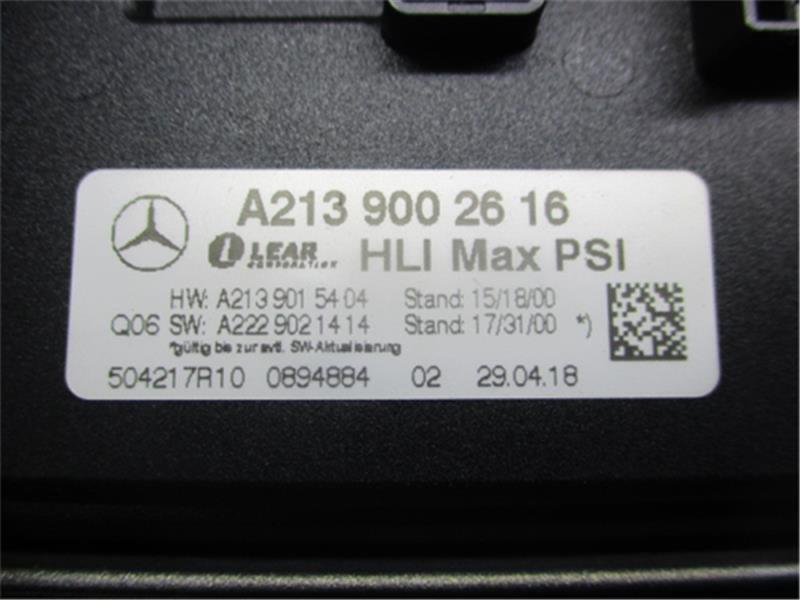 A213 900 26 16
LEAR CORPORATION HLI Max PSI
HW: A213 901 54 04 Stand: 15/18/00
Q06 SW: A222 902 14 14 Stand: 17/31/00 *)
*gültig bis zur evtl. SW-Aktualisierung
504217R10 0894884 02 29.04.18